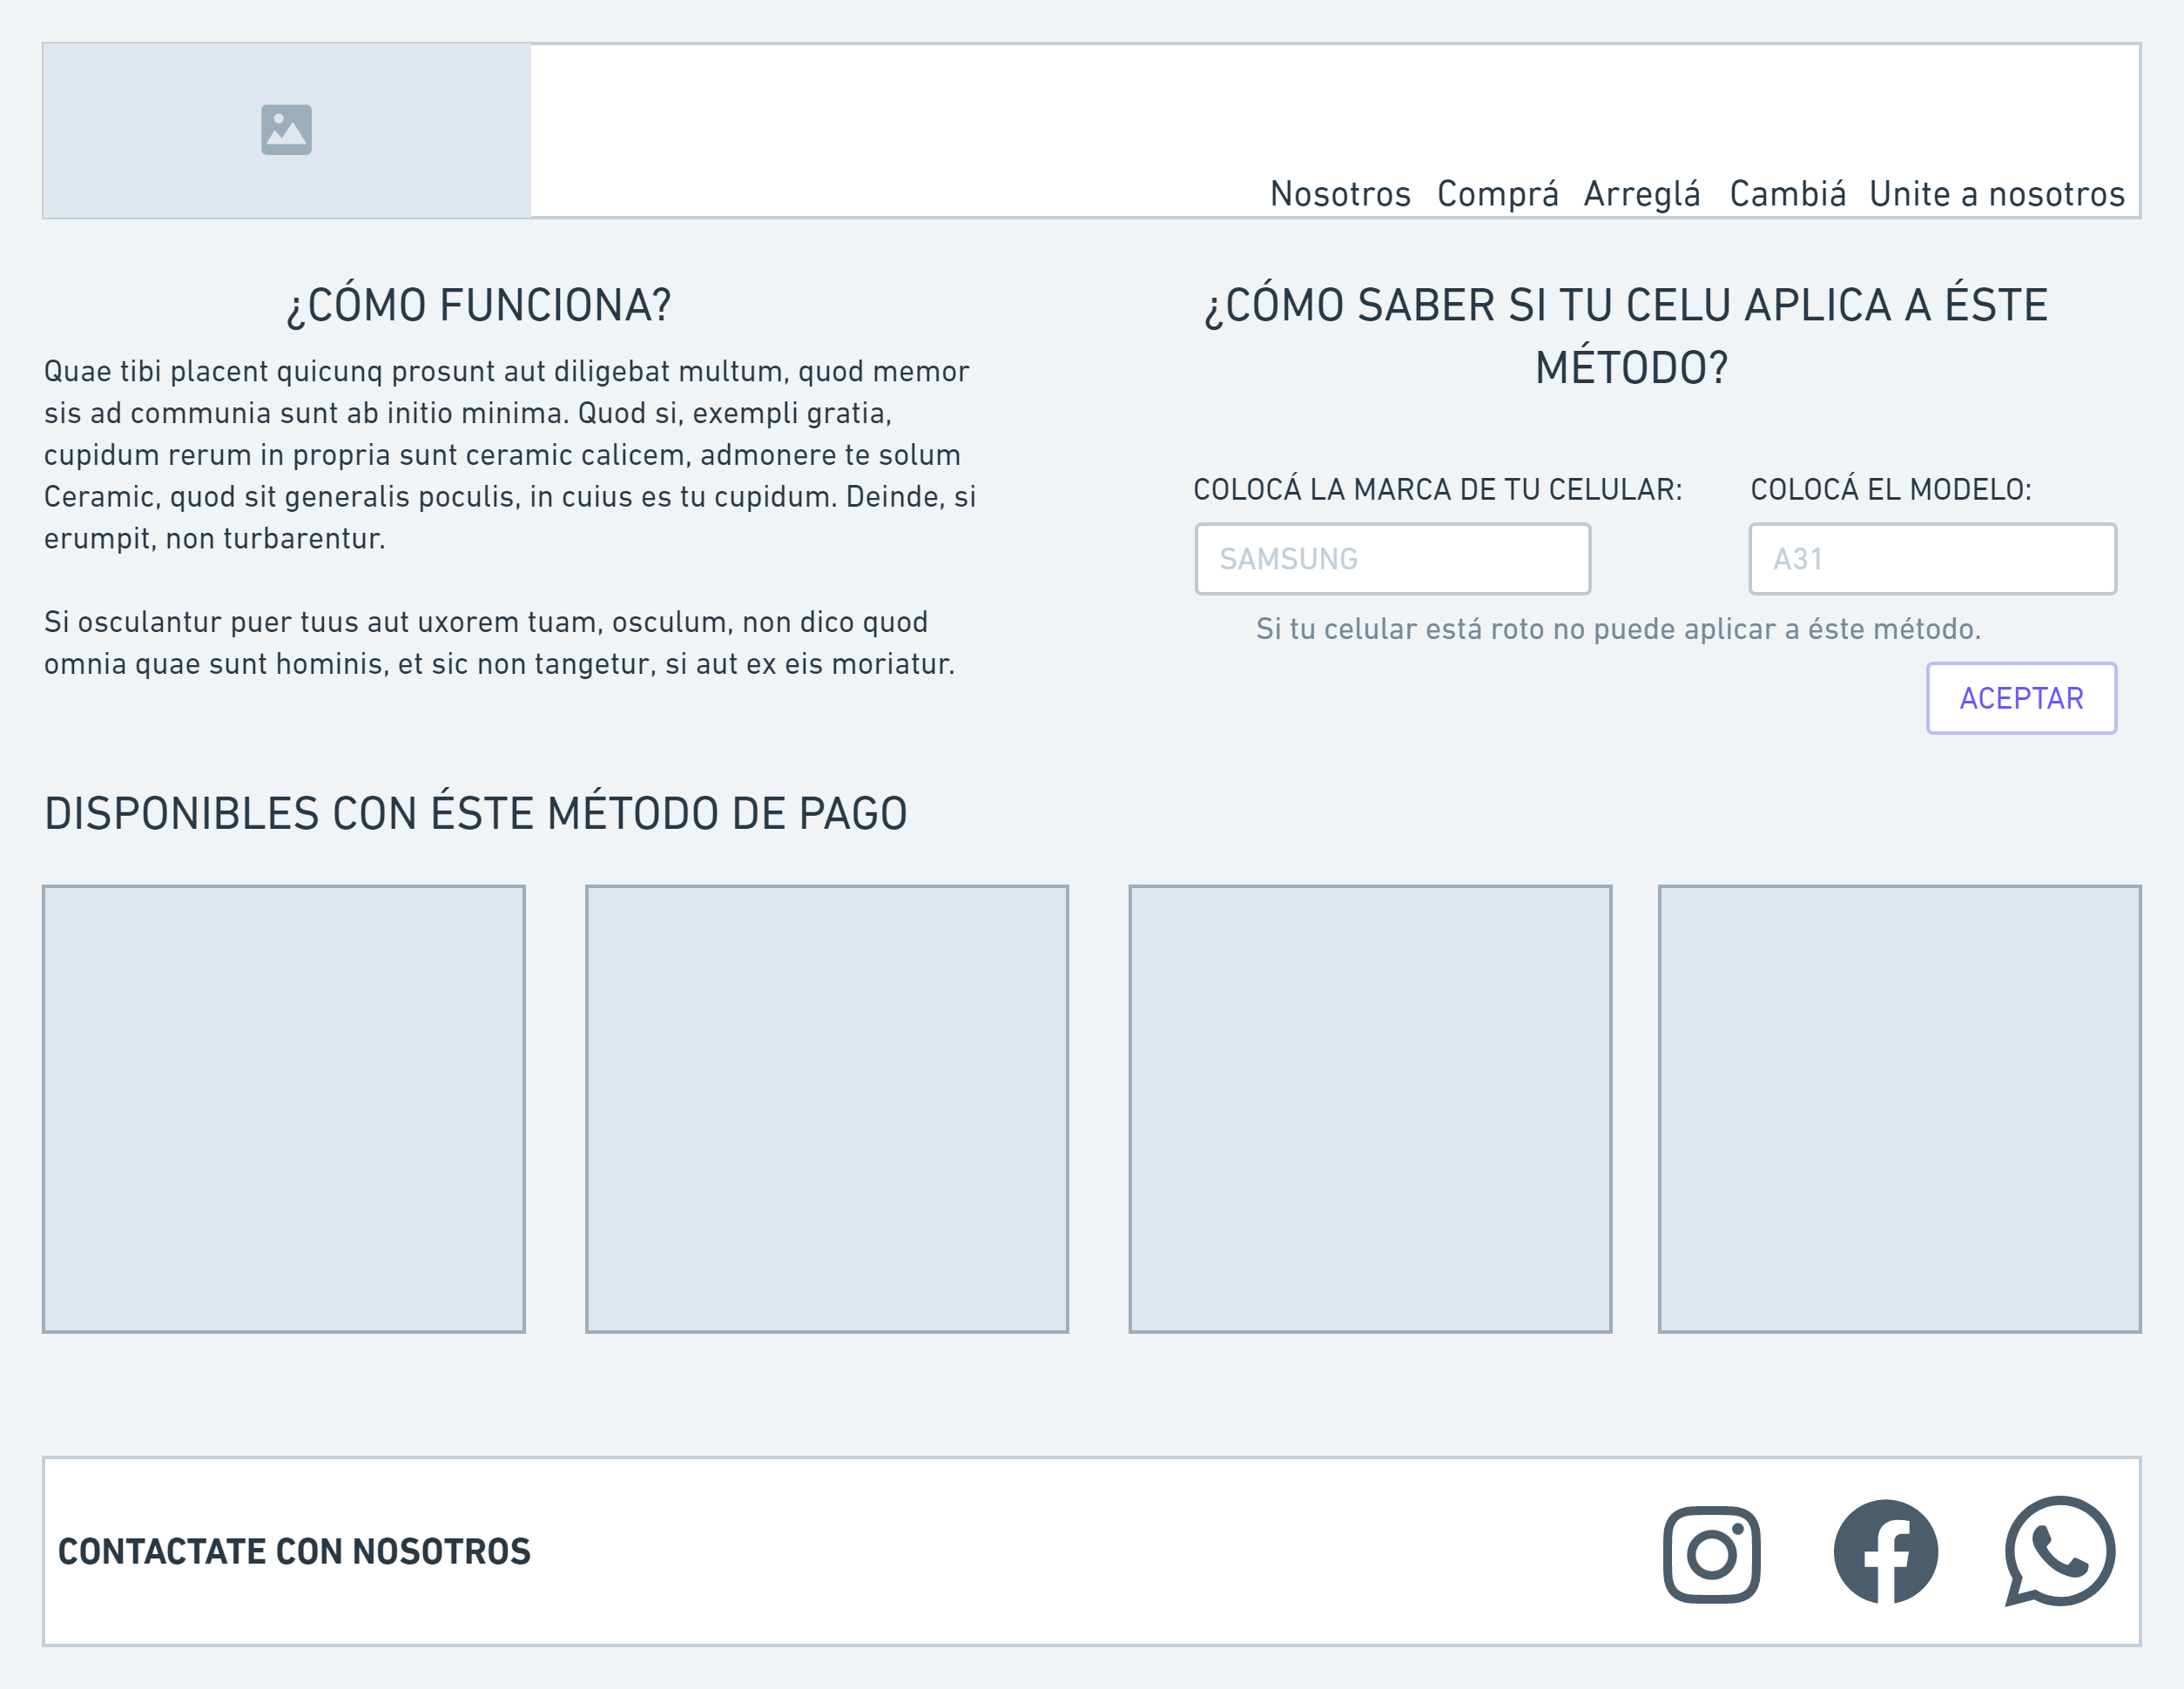 Nosotros Comprá Arreglá Cambiá Unite a nosotros
¿CÓMO FUNCIONA?
Quae tibi placent quicunq prosunt aut diligebat multum, quod memor
sis ad communia sunt ab initio minima. Quod si, exempli gratia,
cupidum rerum in propria sunt ceramic calicem, admonere te solum
Ceramic, quod sit generalis poculis, in cuius es tu cupidum. Deinde, si
erumpit, non turbarentur.
Si osculantur puer tuus aut uxorem tuam, osculum, non dico quod
omnia quae sunt hominis, et sic non tangetur, si aut ex eis moriatur.
¿CÓMO SABER SI TU CELU APLICA A ÉSTE
MÉTODO?
COLOCÁ LA MARCA DE TU CELULAR:
SAMSUNG
COLOCÁ EL MODELO:
A31
Si tu celular está roto no puede aplicar a éste método.
ACEPTAR
DISPONIBLES CON ÉSTE MÉTODO DE PAGO
CONTACTATE CON NOSOTROS